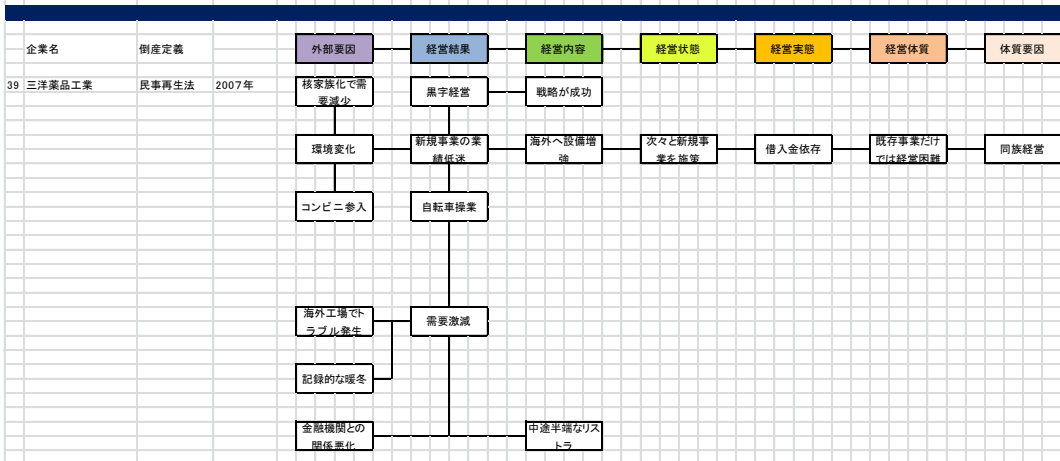 企業名 倒産定義 外部要因 経営結果 経営内容 経営状態 経営実態 経営体質 体質要因
39 三洋薬品工業 民事再生法 2007年
核家族化で需
要減少
黒字経営
戦略が成功
環境変化
新規事業の業
績低迷
海外へ設備増
強
次々と新規事
業を施策
借入金依存
既存事業だけ
では経営困難
同族経営
コンビニ参入
自転車操業
海外工場でト
ラブル発生
需要激減
記録的な暖冬
金融機関との
関係悪化
中途半端なリス
トラ